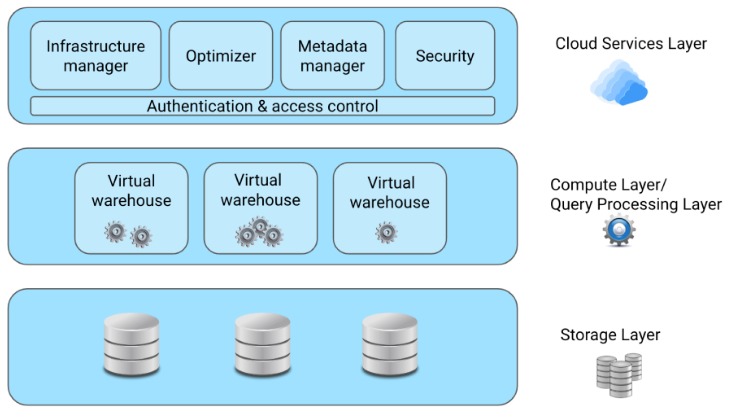 Infrastructure
manager
Optimizer
Metadata
manager
Security
Authentication & access control
Cloud Services Layer
Virtual
warehouse
Virtual
warehouse
Virtual
warehouse
Compute Layer/
Query Processing Layer
Storage Layer